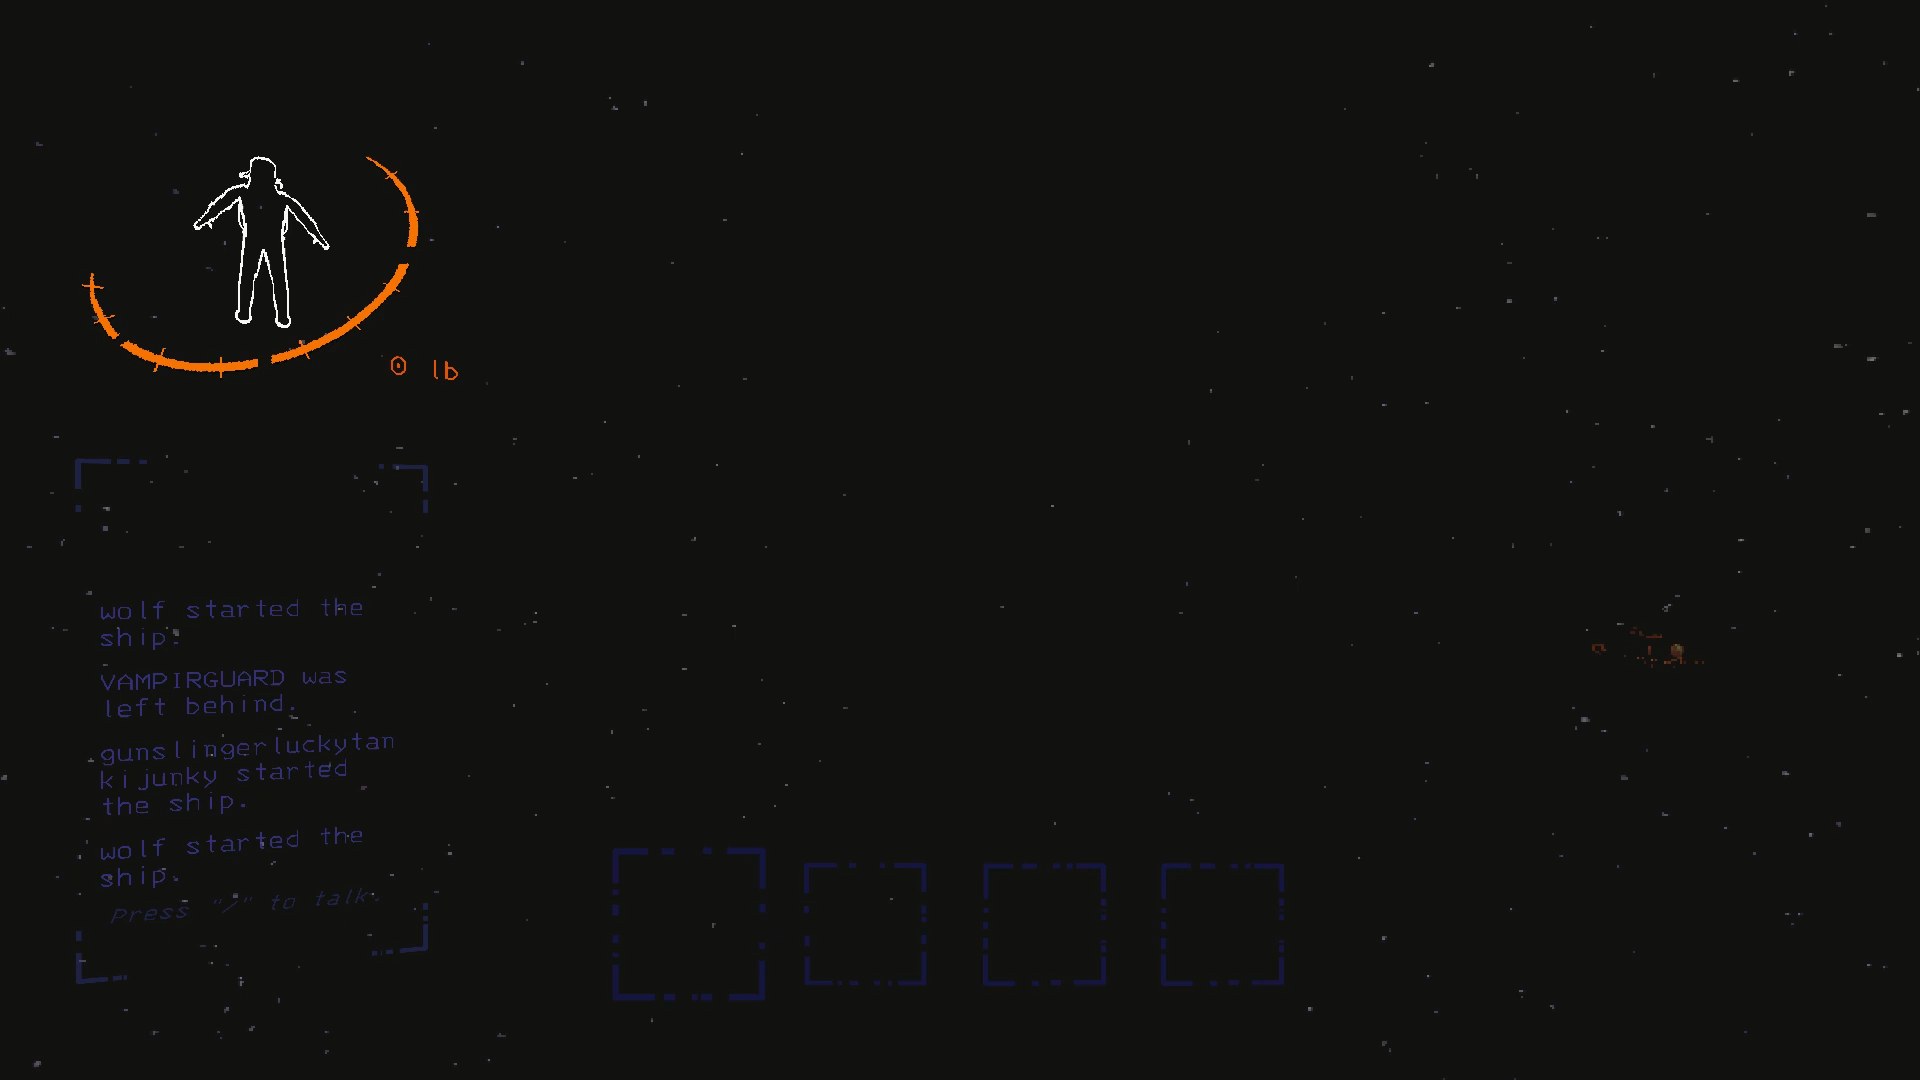 0 lb
wolf started the
ship.
VAMPIRGUARD was
left behind.
gunslingerluckytan
kijunky started
the ship.
wolf started the
ship.
Press "/" to talk.